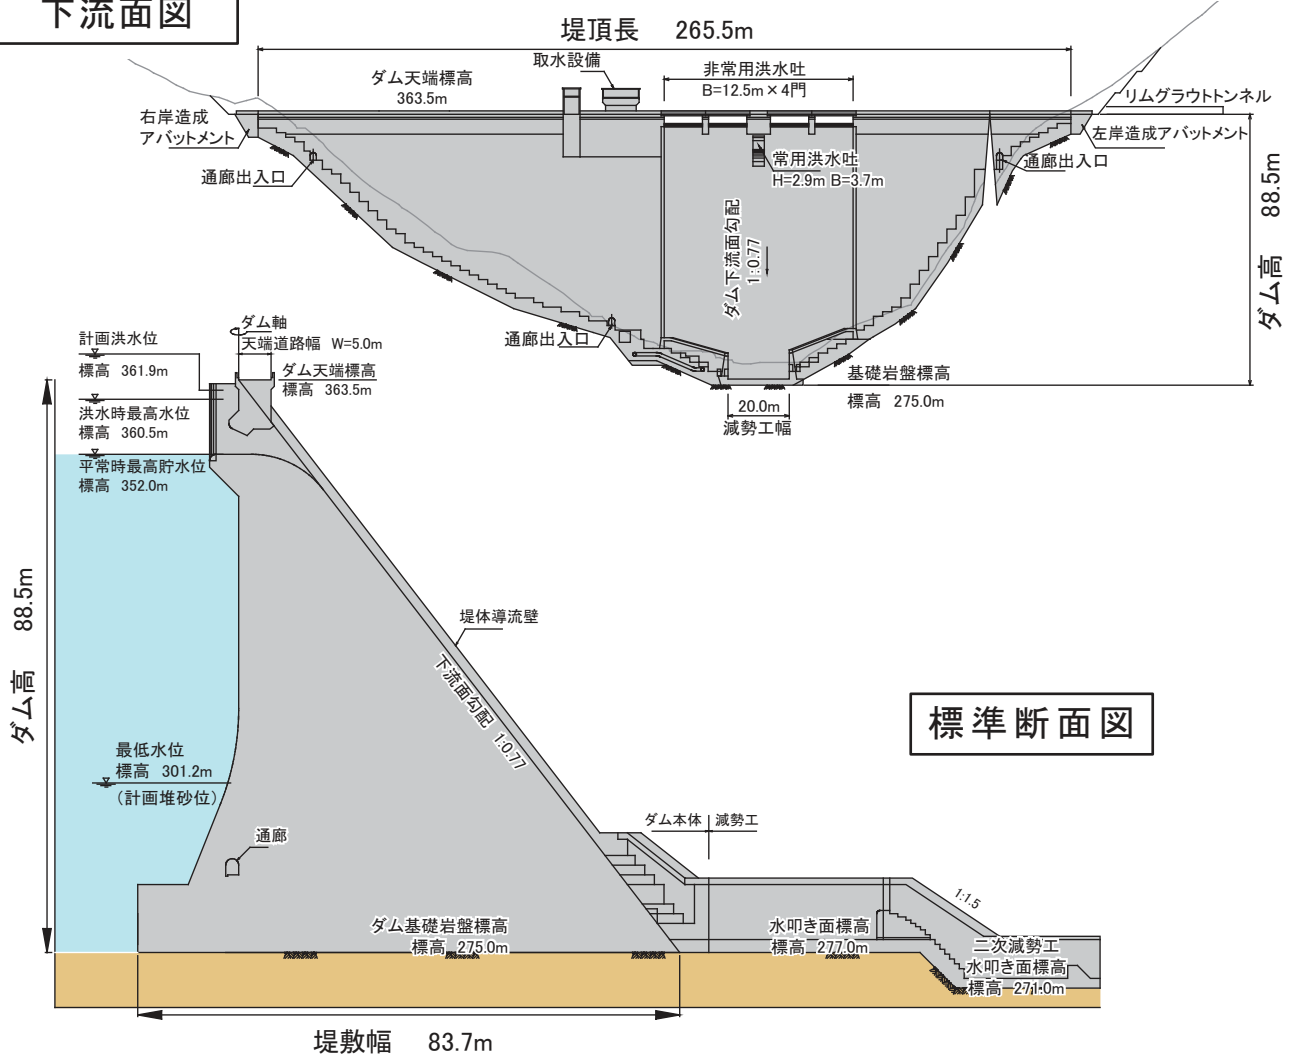 下流面図
堤頂長 265.5m
取水設備
ダム天端標高
363.5m
非常用洪水吐
B=12.5m×4門
リムグラウトトンネル
右岸造成
アバットメント
左岸造成アバットメント
通廊出入口
常用洪水吐
H=2.9m B=3.7m
通廊出入口
ダム高 88.5m
ダム下流面勾配
1:0.77
通廊出入口
基礎岩盤標高
標高 275.0m
20.0m
減勢工幅
計画洪水位
標高 361.9m
ダム軸
天端道路幅 W=5.0m
ダム天端標高
標高 363.5m
洪水時最高水位
標高 360.5m
平常時最高貯水位
標高 352.0m
ダム高 88.5m
堤体導流壁
下流面勾配 1:0.77
標準断面図
最低水位
標高 301.2m
(計画堆砂位)
通廊
ダム本体 減勢工
1:1.5
ダム基礎岩盤標高
標高 275.0m
水叩き面標高
標高 277.0m
二次減勢工
水叩き面標高
標高 271.0m
堤敷幅 83.7m